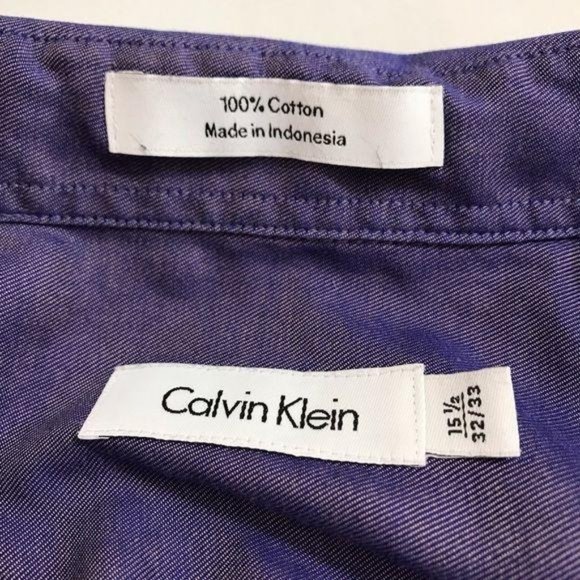 100% Cotton
Made in Indonesia
Calvin Klein
15 ½
32/33